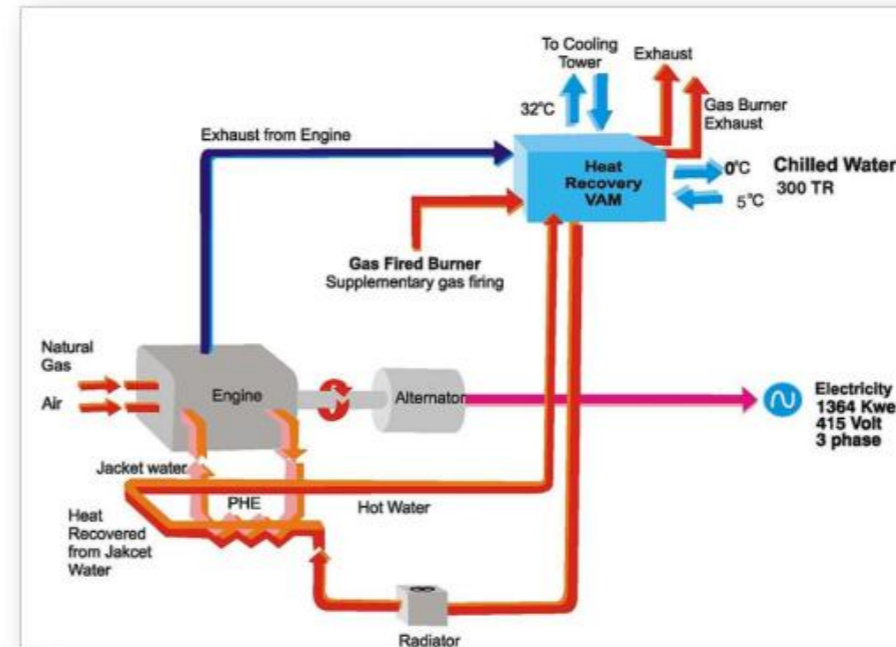 To Cooling
Tower
Exhaust
32°C
Gas Burner
Exhaust
Exhaust from Engine
Heat
Recovery
VAM
0°C
Chilled Water
300 TR
5°C
Gas Fired Burner
Supplementary gas firing
Natural
Gas
Air
Engine
Alternator
Electricity
1364 Kwe
415 Volt
3 phase
Jacket water
PHE
Hot Water
Heat
Recovered
from Jakcet
Water
Radiator